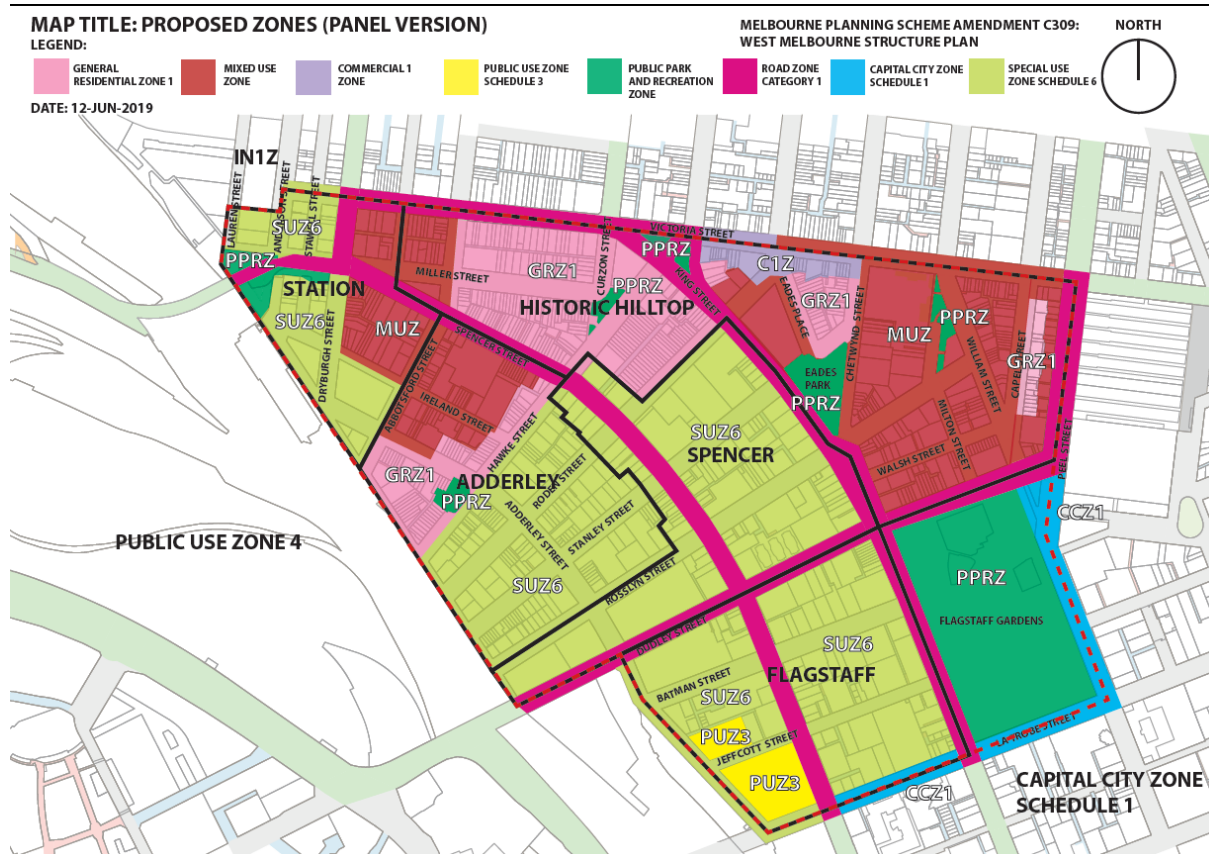 MAP TITLE: PROPOSED ZONES (PANEL VERSION)
MELBOURNE PLANNING SCHEME AMENDMENT C309:
WEST MELBOURNE STRUCTURE PLAN
NORTH
LEGEND:
GENERAL
RESIDENTIAL ZONE 1
MIXED USE
ZONE
COMMERCIAL 1
ZONE
PUBLIC USE ZONE
SCHEDULE 3
PUBLIC PARK
AND RECREATION
ZONE
ROAD ZONE
CATEGORY 1
CAPITAL CITY ZONE
SCHEDULE 1
SPECIAL USE
ZONE SCHEDULE 6
DATE: 12-JUN-2019
IN1Z
STREET
SUZ6
PPRZ
STATION
SUZ6
DRYBURGH STREET
MUZ
MILLER STREET
SPENCER STREET
ABBOTSFORD STREET
IRELAND STREET
GRZ1
CURZON STREET
PPRZ
HISTORIC HILLTOP
VICTORIA STREET
PPRZ
KING STREET
C1Z
EADES PLACE
GRZ1
CHETWYND STREET
EADES
PARK
PPRZ
MUZ
PPRZ
WILLIAM STREET
CAPEL STREET
GRZ1
MILTON STREET
WALSH STREET
PEEL STREET
GRZ1
HAWKE STREET
PPRZ
ADDERLEY
RODEN STREET
ADDERLEY STREET
STANLEY STREET
SUZ6
ROSSLYN STREET
SUZ6
SPENCER
PUBLIC USE ZONE 4
CCZ1
PPRZ
FLAGSTAFF GARDENS
DUDLEY STREET
SUZ6
FLAGSTAFF
BATMAN STREET
SUZ6
PUZ3
JEFFCOTT STREET
PUZ3
LA TROBE STREET
CCZ1
CAPITAL CITY ZONE
SCHEDULE 1